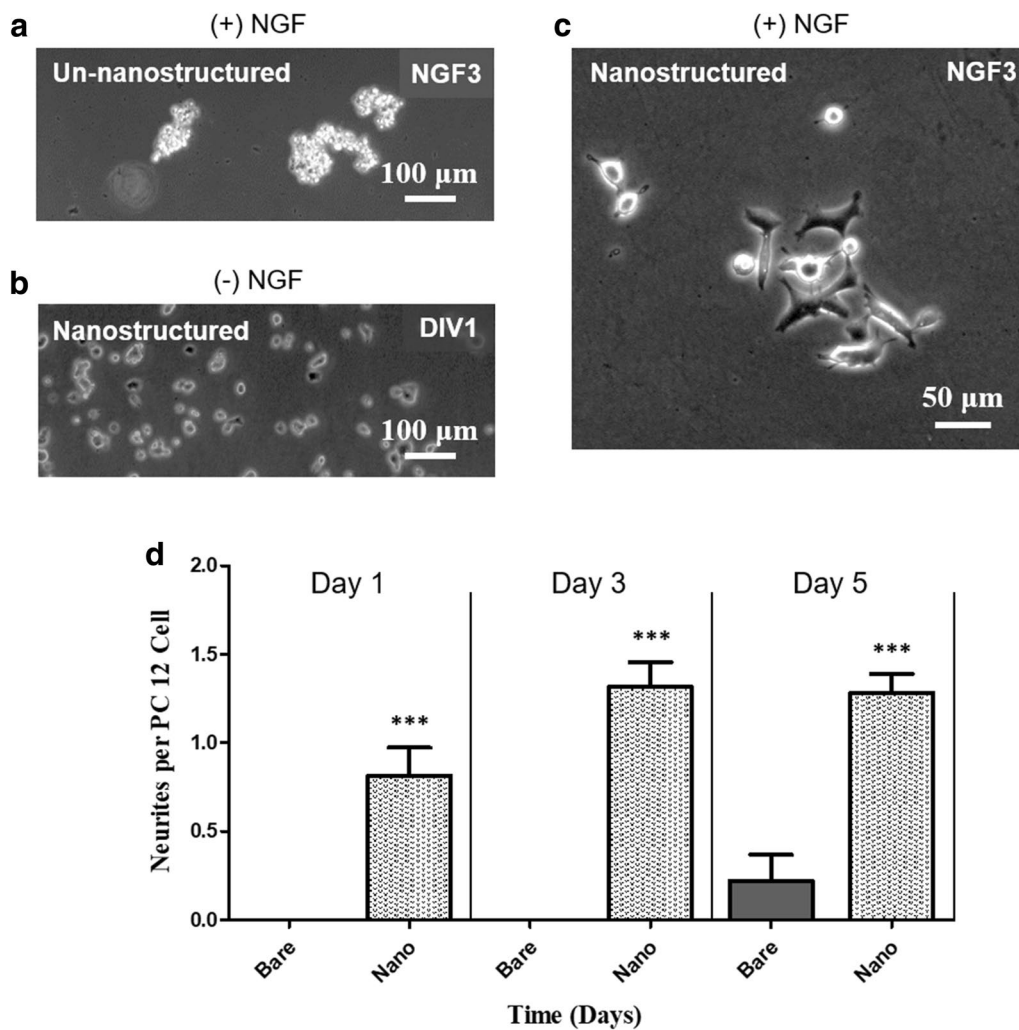 a
(+) NGF
Un-nanostructured
NGF3
100 µm
b
(-) NGF
Nanostructured
DIV1
100 µm
c
(+) NGF
Nanostructured
NGF3
50 µm
d
Neurites per PC 12 Cell
2.0
1.5
1.0
0.5
0.0
Day 1
Day 3
Day 5
***
***
***
Bare
Nano
Bare
Nano
Bare
Nano
Time (Days)